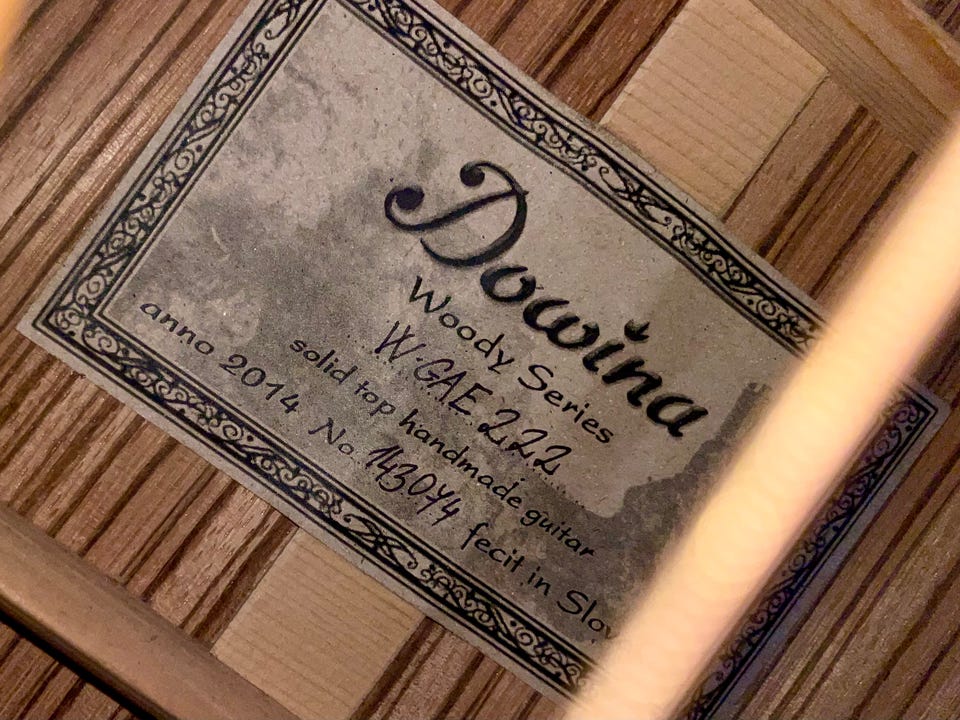 Dowina
Woody Series
W-GAE 222
solid top handmade guitar
anno 2014 No. 143074 fecit in Slov